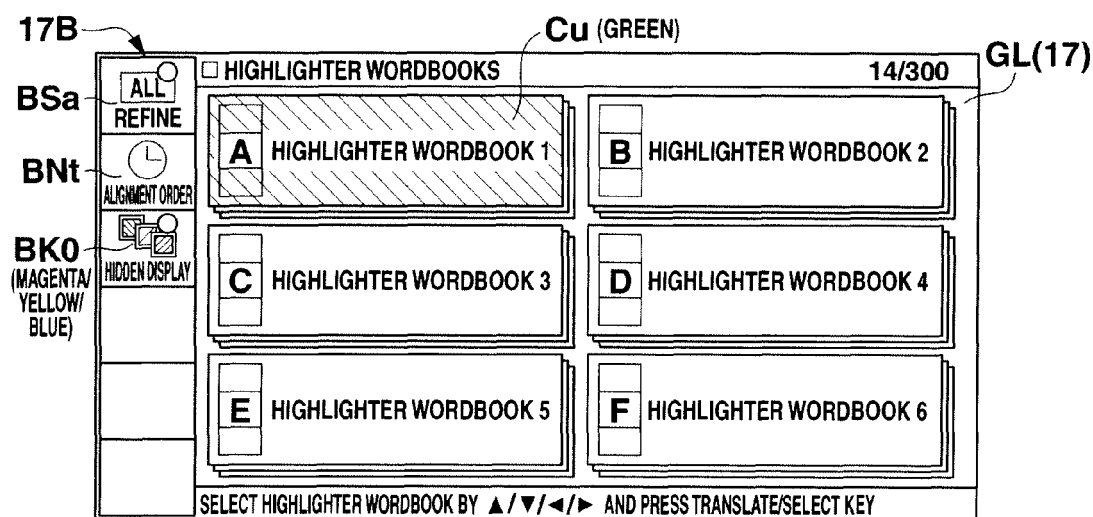 17B
Cu (GREEN)
GL(17)
BSa
ALL
REFINE
□ HIGHLIGHTER WORDBOOKS
14/300
BNt
ALIGNMENT ORDER
BK0
(MAGENTA/
YELLOW/
BLUE)
HIDDEN DISPLAY
A HIGHLIGHTER WORDBOOK 1
B HIGHLIGHTER WORDBOOK 2
C HIGHLIGHTER WORDBOOK 3
D HIGHLIGHTER WORDBOOK 4
E HIGHLIGHTER WORDBOOK 5
F HIGHLIGHTER WORDBOOK 6
SELECT HIGHLIGHTER WORDBOOK BY ▲/▼/◄/► AND PRESS TRANSLATE/SELECT KEY